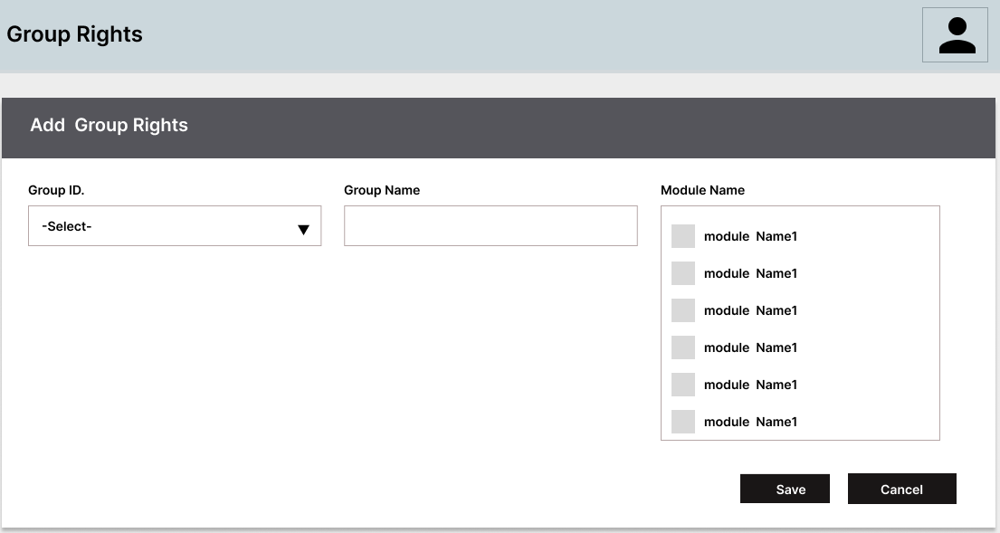 Group Rights
Add  Group Rights
Group ID.
-Select-
Group Name
Module Name
module  Name1
module  Name1
module  Name1
module  Name1
module  Name1
module  Name1
Save
Cancel